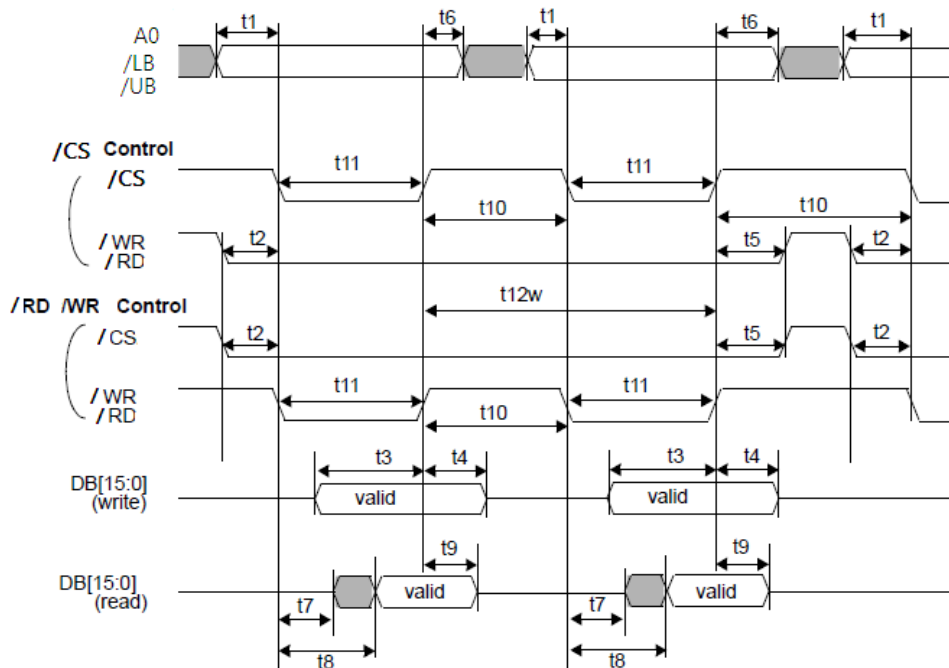 t1 t6 t1 t6 t1
A0
/LB
/UB
/CS Control
/CS t11 t11
t10 t10
/WR t2 t5 t2
/RD
t12w
/RD /WR Control
/CS t2 t5 t2
/WR t11 t11
/RD t10
t3 t4 t3 t4
DB[15:0] valid valid
(write)
t9 t9
DB[15:0] valid valid
(read)
t7 t7
t8 t8